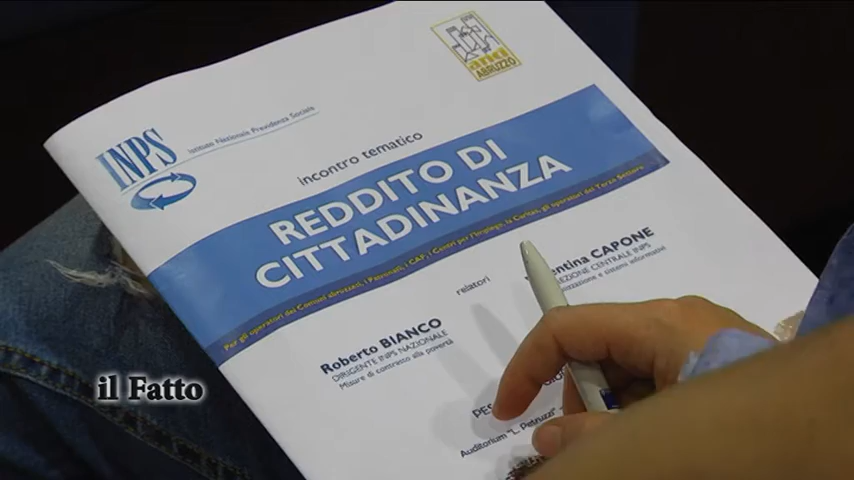 anci
ABRUZZO
INPS
Istituto Nazionale Previdenza Sociale
incontro tematico
REDDITO DI
CITTADINANZA
Per gli operatori dei Comuni abruzzesi, i Patronati, i CAF, i Centri per l'Impiego, la Caritas, gli operatori del Terzo Settore
relatori
CAPONE
DIREZIONE CENTRALE INPS
e sistemi informativi
Roberto BIANCO
DIRIGENTE INPS NAZIONALE
Misure di contrasto alla povertà
PES
Auditorium "L. Petruzzi"
il Fatto